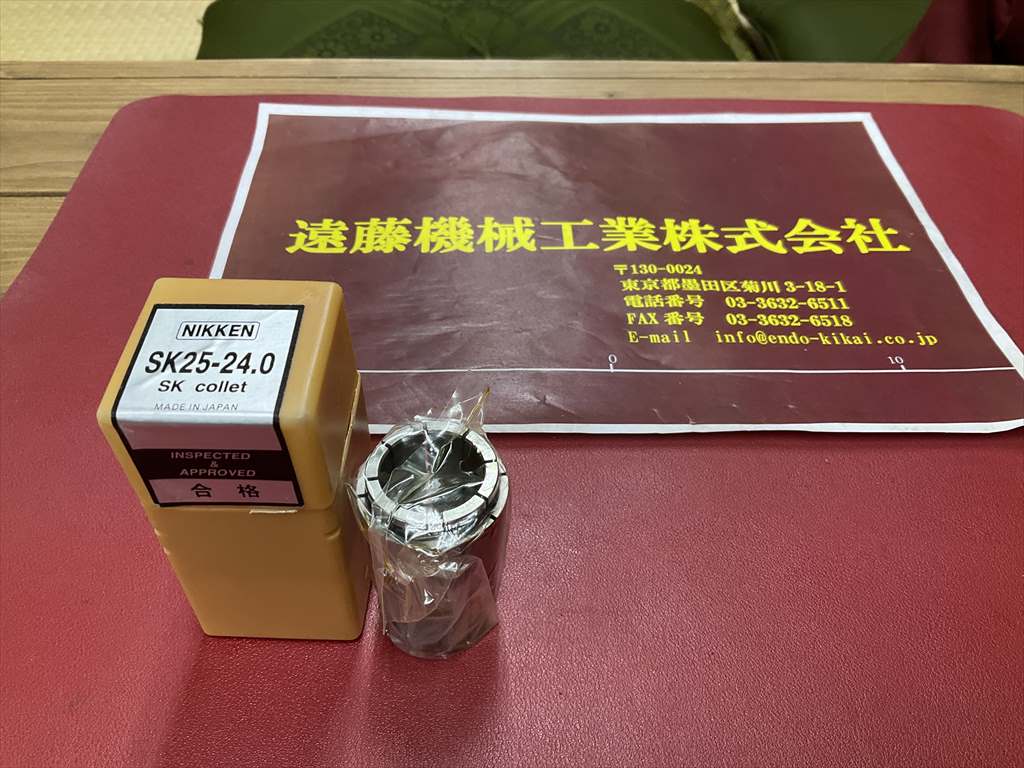 遠藤機械工業株式会社
〒130-0024
東京都墨田区菊川 3-18-1
電話番号 03-3632-6511
FAX 番号 03-3632-6518
E-mail info@endo-kikai.co.jp
0 10
NIKKEN
SK25-24.0
SK collet
MADE IN JAPAN
INSPECTED
&
APPROVED
合 格